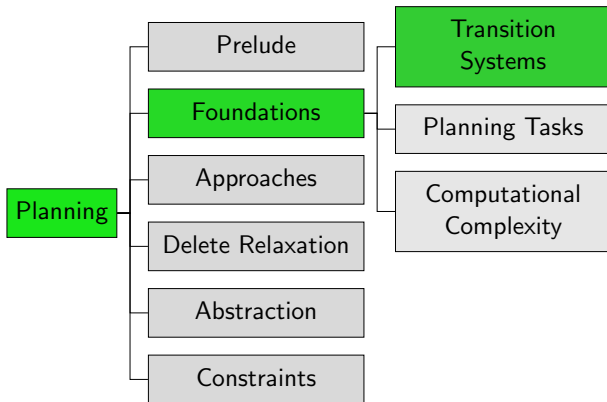 Planning
Prelude
Foundations
Approaches
Delete Relaxation
Abstraction
Constraints
Transition
Systems
Planning Tasks
Computational
Complexity